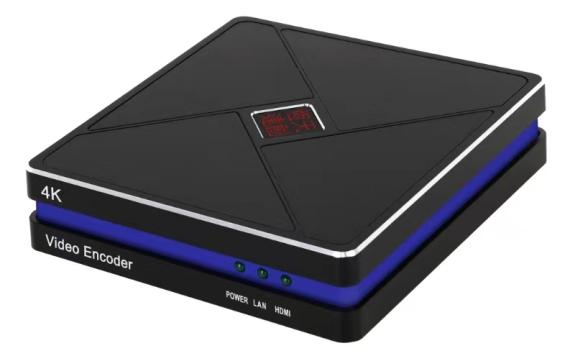 4K
Video Encoder
POWER LAN HDMI